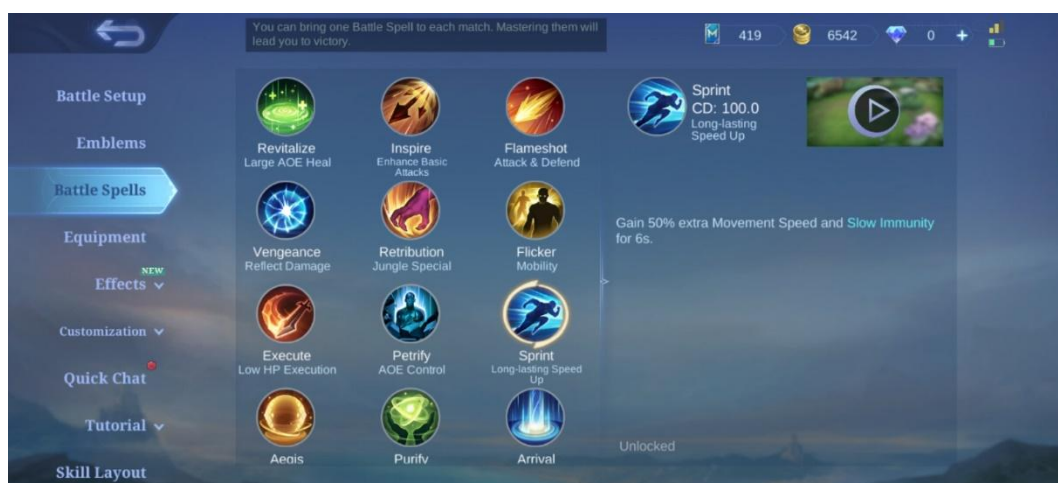 You can bring one Battle Spell to each match. Mastering them will
lead you to victory.
419
6542
0
+
Battle Setup
Emblems
Battle Spells
Equipment
NEW
Effects
Customization
Quick Chat
Tutorial
Skill Layout
Revitalize
Large AOE Heal
Inspire
Enhance Basic
Attacks
Flameshot
Attack & Defend
Vengeance
Reflect Damage
Retribution
Jungle Special
Flicker
Mobility
Execute
Low HP Execution
Petrify
AOE Control
Sprint
Long-lasting Speed
Up
Aegis
Purify
Arrival
Sprint
CD: 100.0
Long-lasting
Speed Up
Gain 50% extra Movement Speed and Slow Immunity
for 6s.
Unlocked